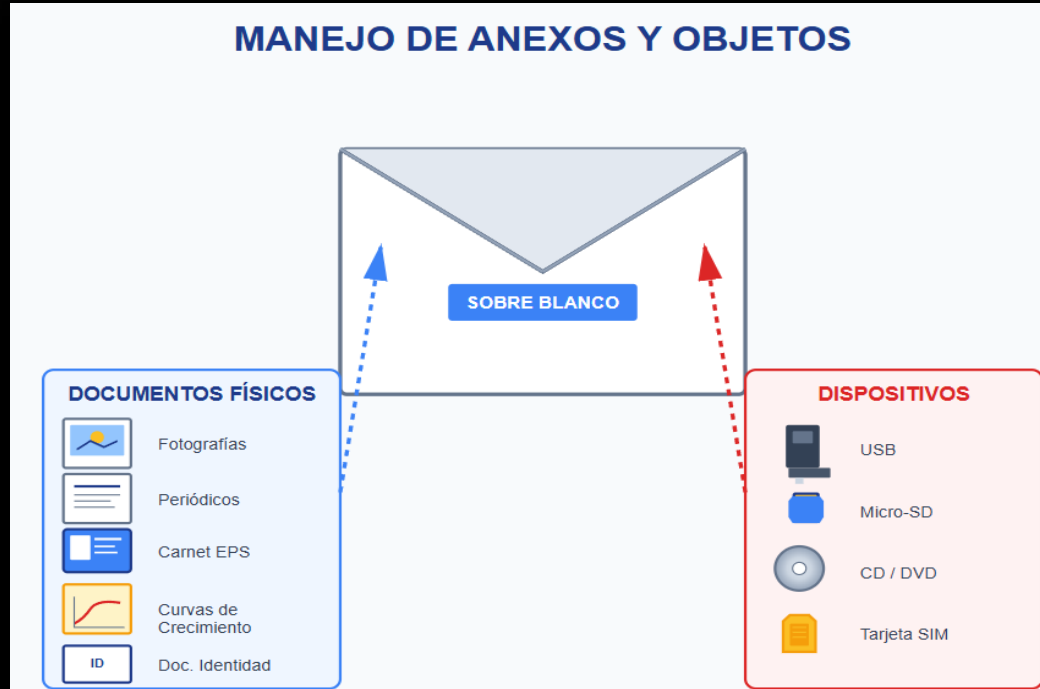 MANEJO DE ANEXOS Y OBJETOS
SOBRE BLANCO
DOCUMENTOS FÍSICOS
Fotografías
Periódicos
Carnet EPS
Curvas de
Crecimiento
ID
Doc. Identidad
DISPOSITIVOS
USB
Micro-SD
CD / DVD
Tarjeta SIM